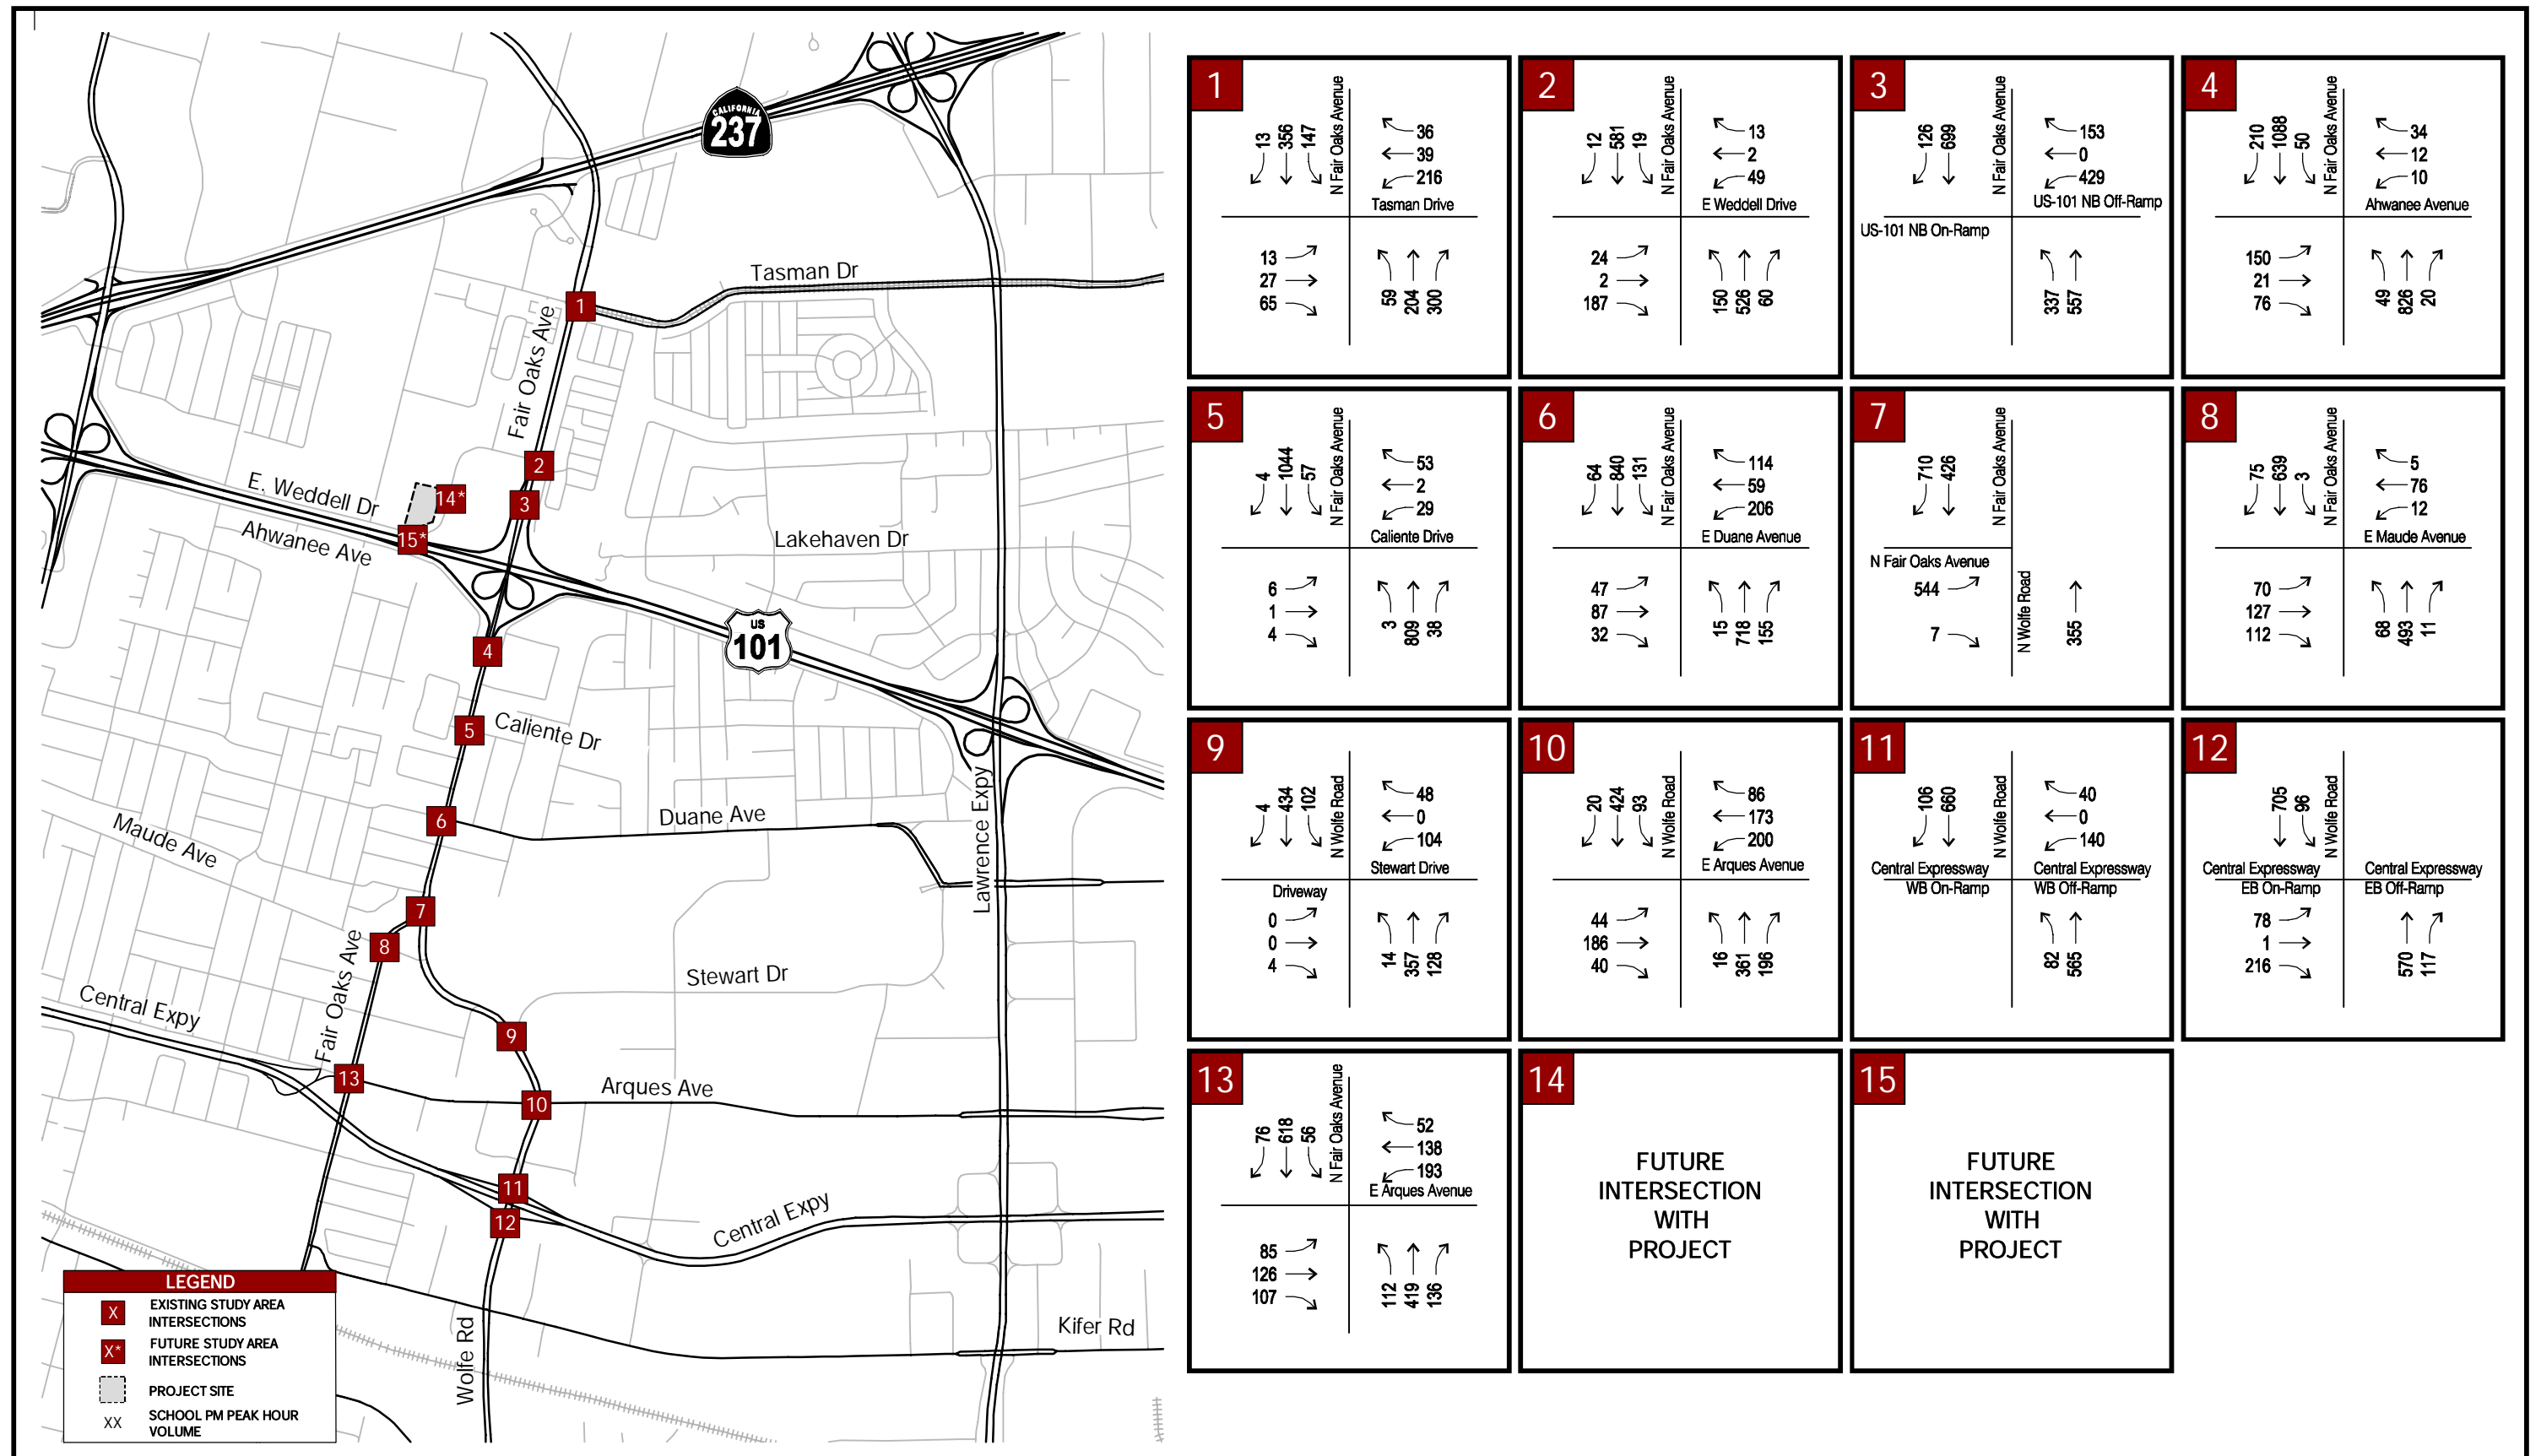 CALIFORNIA
237
Tasman Dr
1
Fair Oaks Ave
2
E. Weddell Dr
14*
3
15*
Ahwanee Ave
Lakehaven Dr
US
101
4
5
Caliente Dr
Lawrence Expy
Duane Ave
6
Maude Ave
7
8
Fair Oaks Ave
Stewart Dr
Central Expy
9
13
Arques Ave
10
11
12
Central Expy
Wolfe Rd
Kifer Rd
LEGEND
X
EXISTING STUDY AREA
INTERSECTIONS
X*
FUTURE STUDY AREA
INTERSECTIONS
PROJECT SITE
XX
SCHOOL PM PEAK HOUR
VOLUME
1
13 356 147
N Fair Oaks Avenue
36
39
216
Tasman Drive
13
27
65
59 204 300
2
12 581 19
N Fair Oaks Avenue
13
2
49
E Weddell Drive
24
2
187
150 526 60
3
126 699
N Fair Oaks Avenue
153
0
429
US-101 NB Off-Ramp
US-101 NB On-Ramp
337 557
4
210 1088 50
N Fair Oaks Avenue
34
12
10
Ahwanee Avenue
150
21
76
49 826 20
5
4 1044 57
N Fair Oaks Avenue
53
2
29
Caliente Drive
6
1
4
3 809 38
6
64 840 131
N Fair Oaks Avenue
114
59
206
E Duane Avenue
47
87
32
15 718 155
7
710 426
N Fair Oaks Avenue
N Fair Oaks Avenue
544
7
N Wolfe Road
355
8
75 639 3
N Fair Oaks Avenue
5
76
12
E Maude Avenue
70
127
112
68 493 11
9
4 434 102
N Wolfe Road
48
0
104
Stewart Drive
Driveway
0
0
4
14 357 128
10
20 424 93
N Wolfe Road
86
173
200
E Arques Avenue
44
186
40
16 361 196
11
106 660
N Wolfe Road
40
0
140
Central Expressway
WB On-Ramp
Central Expressway
WB Off-Ramp
82 565
12
705 96
N Wolfe Road
Central Expressway
EB On-Ramp
Central Expressway
EB Off-Ramp
78
1
216
570 117
13
76 618 56
N Fair Oaks Avenue
52
138
193
E Arques Avenue
85
126
107
112 419 136
14
FUTURE
INTERSECTION
WITH
PROJECT
15
FUTURE
INTERSECTION
WITH
PROJECT